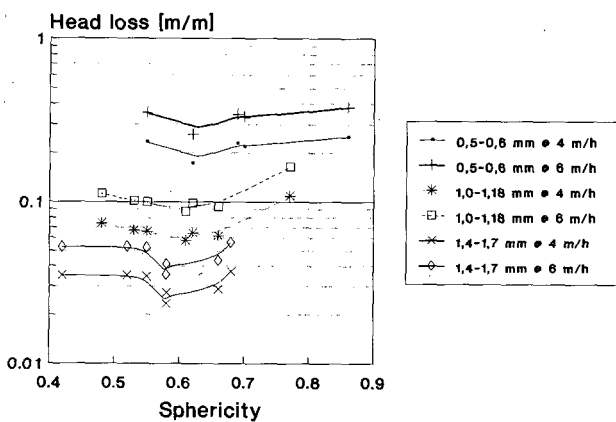 Head loss [m/m]
1
0.1
0.01
0.4 0.5 0.6 0.7 0.8 0.9
Sphericity
0,5-0,6 mm @ 4 m/h
0,5-0,6 mm @ 6 m/h
1,0-1,18 mm @ 4 m/h
1,0-1,18 mm @ 6 m/h
1,4-1,7 mm @ 4 m/h
1,4-1,7 mm @ 6 m/h